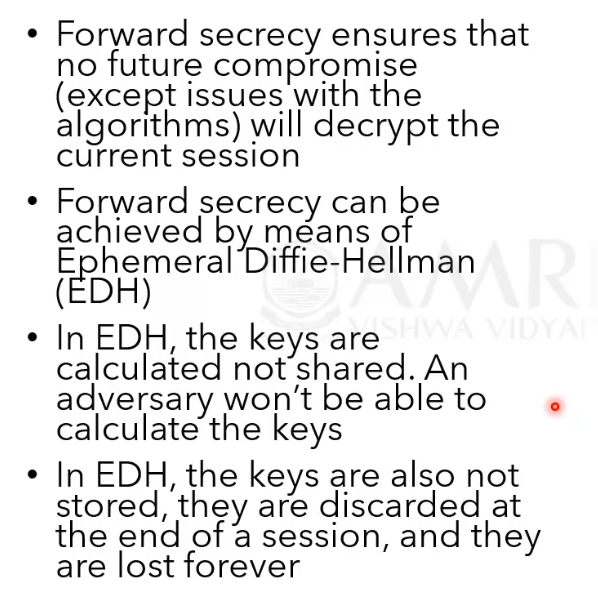 • Forward secrecy ensures that
no future compromise
(except issues with the
algorithms) will decrypt the
current session
• Forward secrecy can be
achieved by means of
Ephemeral Diffie-Hellman
(EDH)
AMRI
VISHWA VIDYA
• In EDH, the keys are
calculated not shared. An
adversary won't be able to
calculate the keys
• In EDH, the keys are also not
stored, they are discarded at
the end of a session, and they
are lost forever